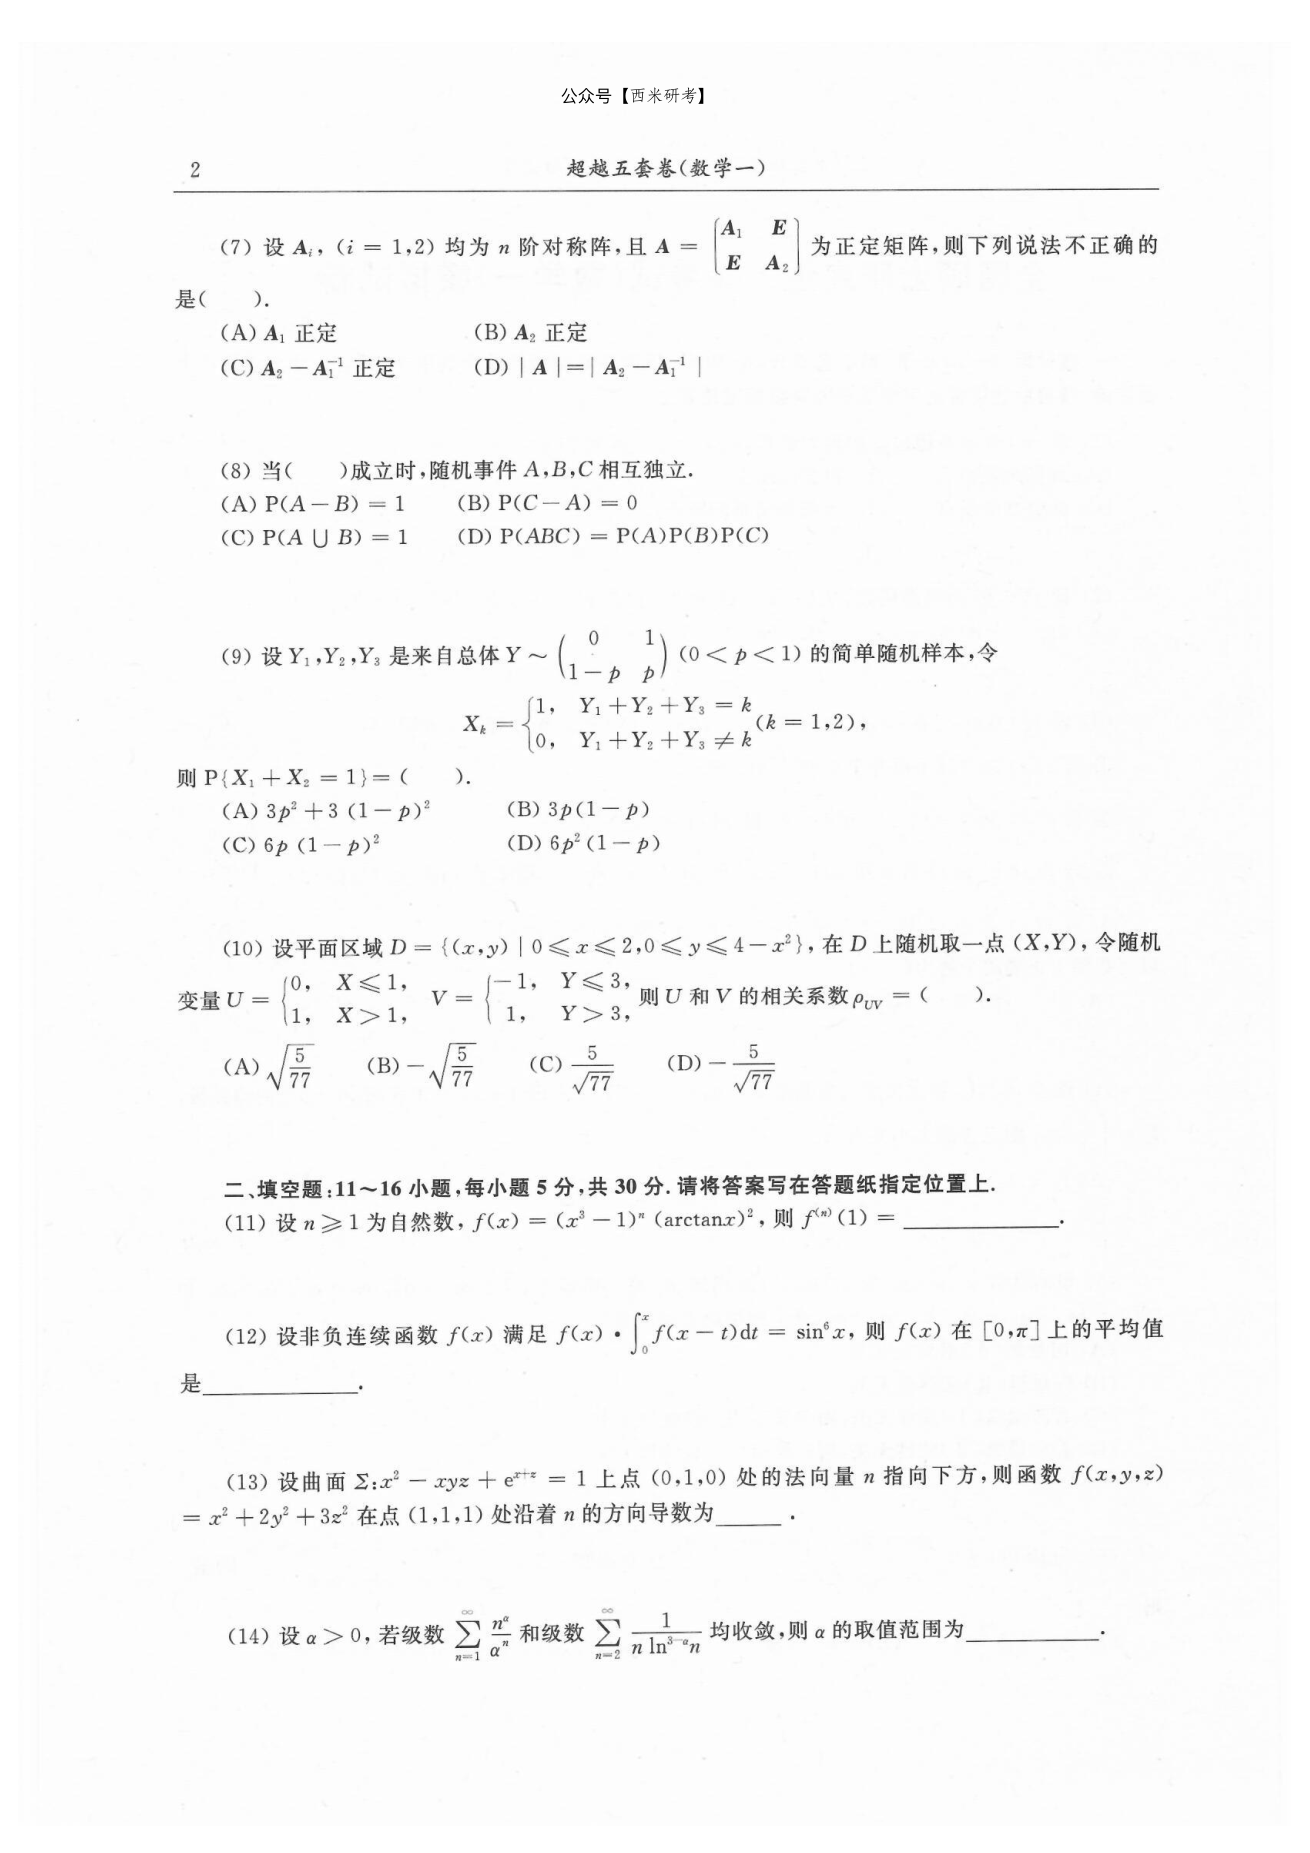 公众号【西米研考】
2 超越五套卷(数学一)
(7) 设 A_i, (i = 1,2) 均为 n 阶对称阵,且 A = [A_1 E; E A_2] 为正定矩阵,则下列说法不正确的
是( ).
(A) A_1 正定 (B) A_2 正定
(C) A_2 - A_1^{-1} 正定 (D) | A |=| A_2 - A_1^{-1} |
(8) 当( )成立时,随机事件 A,B,C 相互独立.
(A) P(A - B) = 1 (B) P(C - A) = 0
(C) P(A ∪ B) = 1 (D) P(ABC) = P(A)P(B)P(C)
(9) 设 Y_1,Y_2,Y_3 是来自总体 Y ~ (0 1; 1-p p) (0 < p < 1) 的简单随机样本,令
X_k = {1, Y_1 + Y_2 + Y_3 = k; 0, Y_1 + Y_2 + Y_3 ≠ k (k = 1,2),
则 P{X_1 + X_2 = 1} = ( ).
(A) 3p^2 + 3 (1 - p)^2 (B) 3p(1 - p)
(C) 6p (1 - p)^2 (D) 6p^2 (1 - p)
(10) 设平面区域 D = {(x,y) | 0 ≤ x ≤ 2,0 ≤ y ≤ 4 - x^2}, 在 D 上随机取一点 (X,Y), 令随机
变量 U = {0, X ≤ 1, 1, X > 1, V = {-1, Y ≤ 3, 1, Y > 3, 则 U 和 V 的相关系数 ρ_{UV} = ( ).
(A) √(5/77) (B) -√(5/77) (C) 5/√77 (D) -5/√77
二、填空题:11~16 小题,每小题 5 分,共 30 分.请将答案写在答题纸指定位置上.
(11) 设 n ≥ 1 为自然数, f(x) = (x^3 - 1)^n (arctanx)^2, 则 f^{(n)}(1) = ________.
(12) 设非负连续函数 f(x) 满足 f(x) · ∫_0^x f(x - t)dt = sin^6 x, 则 f(x) 在 [0,π] 上的平均值
是________.
(13) 设曲面 Σ:x^2 - xyz + e^{x+z} = 1 上点 (0,1,0) 处的法向量 n 指向下方,则函数 f(x,y,z)
= x^2 + 2y^2 + 3z^2 在点 (1,1,1) 处沿着 n 的方向导数为____.
(14) 设 α > 0, 若级数 ∑_{n=1}^∞ n^α/α^n 和级数 ∑_{n=2}^∞ 1/(n ln^{3-α} n) 均收敛,则 α 的取值范围为________.